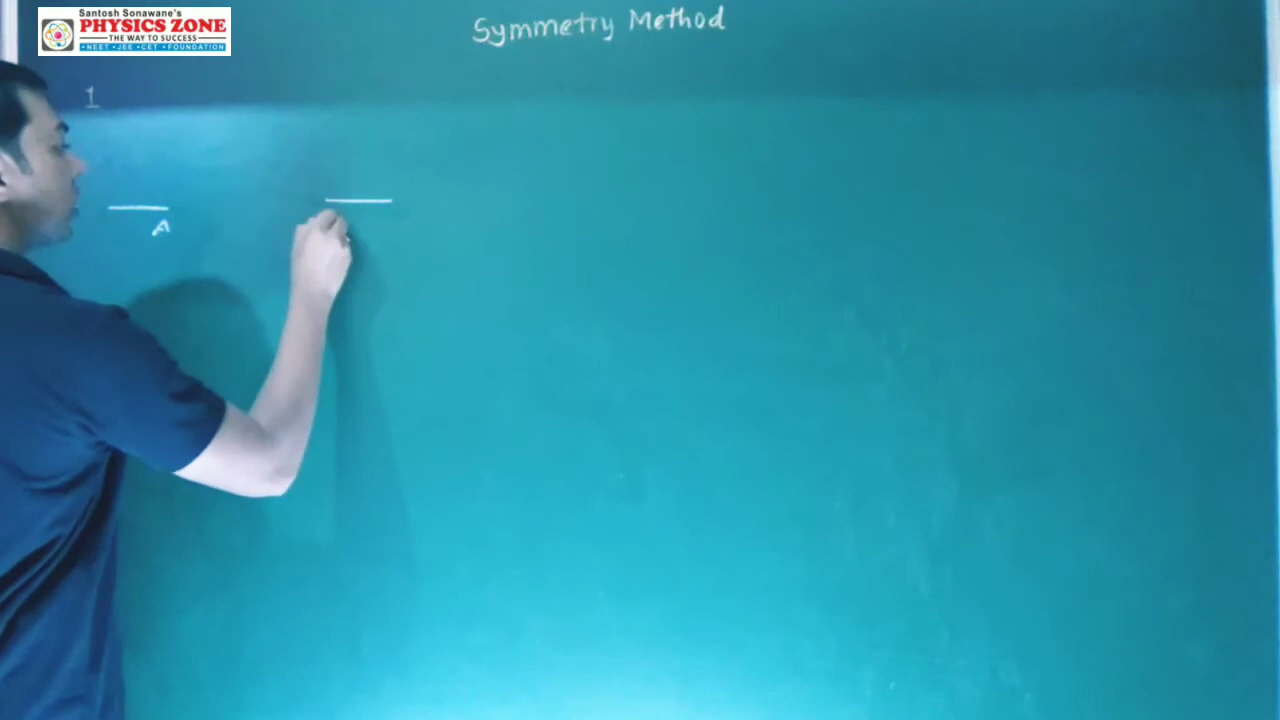 Santosh Sonawane's
PHYSICS ZONE
THE WAY TO SUCCESS
• NEET • JEE • CET • FOUNDATION
Symmetry Method
1
A